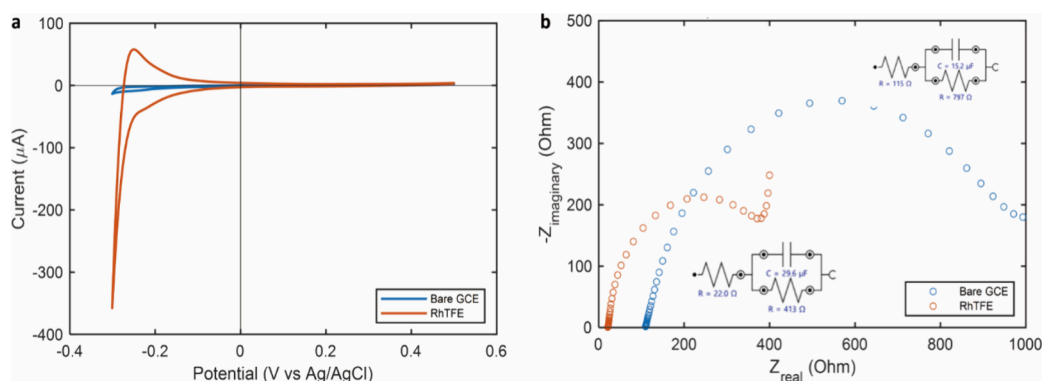 a
100
0
-100
-200
-300
-400
-0.4
-0.2
0
0.2
0.4
0.6
Current (µA)
Potential (V vs Ag/AgCl)
Bare GCE
RhTFE
b
500
400
300
200
100
0
0
200
400
600
800
1000
-Zimaginary (Ohm)
Zreal (Ohm)
C = 15.2 µF
R = 115 Ω
R = 797 Ω
C = 29.6 µF
R = 22.0 Ω
R = 413 Ω
Bare GCE
RhTFE